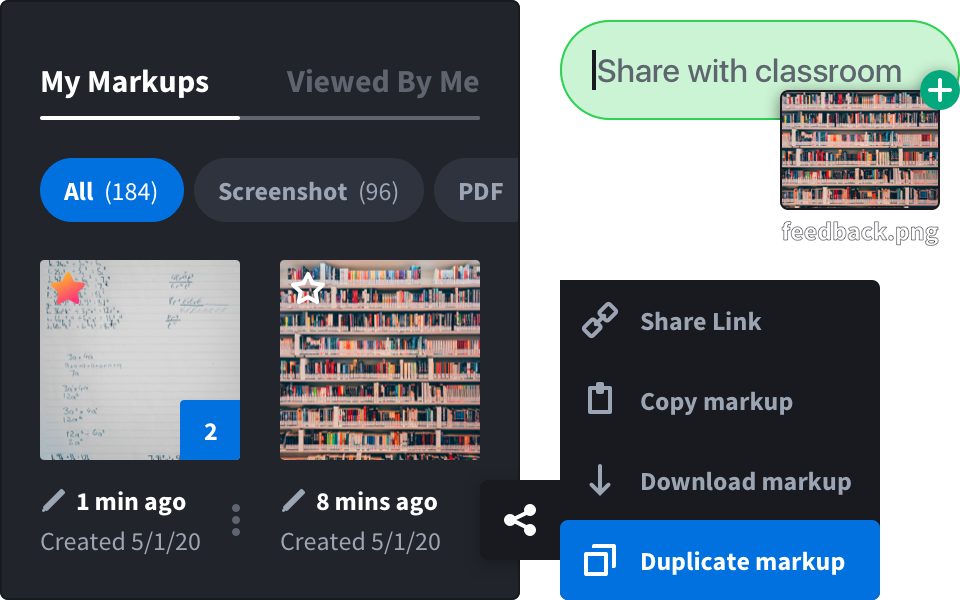 My Markups
Viewed By Me
All (184)
Screenshot (96)
PDF
2
1 min ago
Created 5/1/20
8 mins ago
Created 5/1/20
Share with classroom
feedback.png
Share Link
Copy markup
Download markup
Duplicate markup